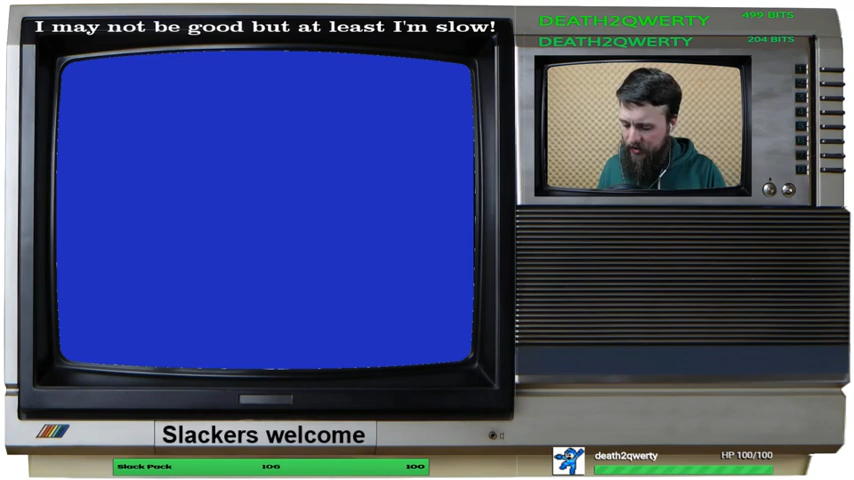 I may not be good but at least I'm slow!
DEATH2QWERTY 499 BITS
DEATH2QWERTY 204 BITS
Slackers welcome
Slack Pack 106 100
death2qwerty HP 100/100